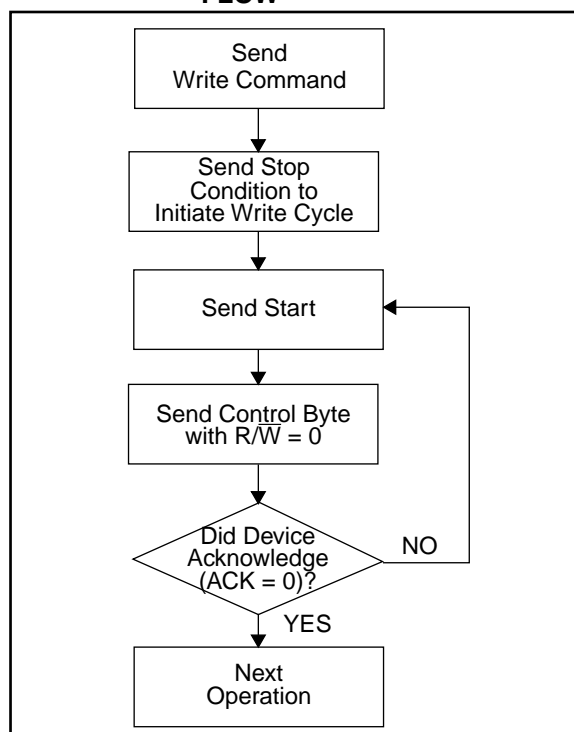 FLOW
Send
Write Command
Send Stop
Condition to
Initiate Write Cycle
Send Start
Send Control Byte
with R/W̅ = 0
Did Device
Acknowledge
(ACK = 0)?
NO
YES
Next
Operation